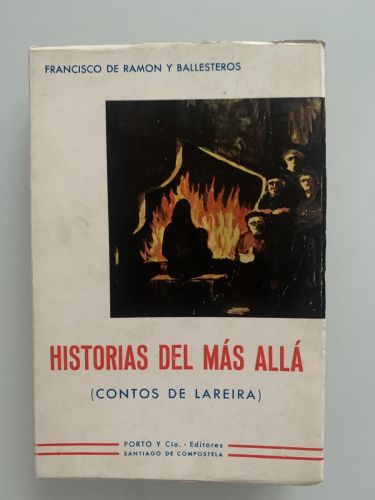 FRANCISCO DE RAMON Y BALLESTEROS
HISTORIAS DEL MÁS ALLÁ
(CONTOS DE LAREIRA)
PORTO Y Cía. - Editores
SANTIAGO DE COMPOSTELA